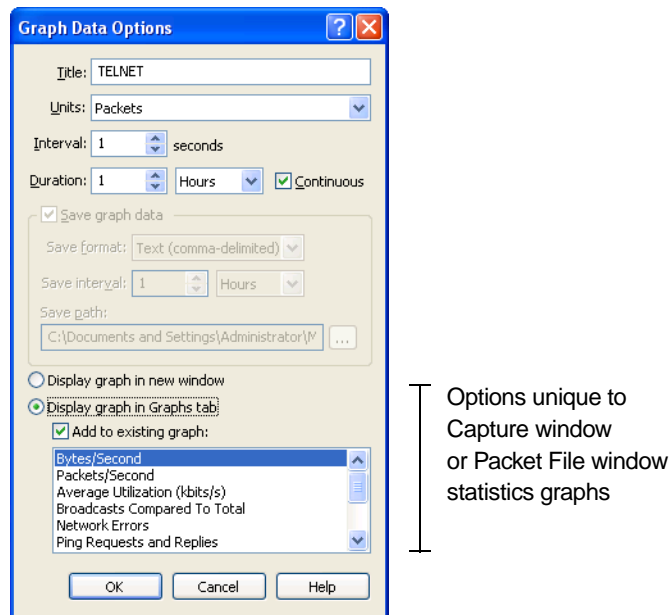 Graph Data Options
Title: TELNET
Units: Packets
Interval: 1 seconds
Duration: 1 Hours Continuous
Save graph data
Save format: Text (comma-delimited)
Save interval: 1 Hours
Save path:
C:\Documents and Settings\Administrator\M ...
Display graph in new window
Display graph in Graphs tab
Add to existing graph:
Bytes/Second
Packets/Second
Average Utilization (kbits/s)
Broadcasts Compared To Total
Network Errors
Ping Requests and Replies
OK Cancel Help
Options unique to
Capture window
or Packet File window
statistics graphs